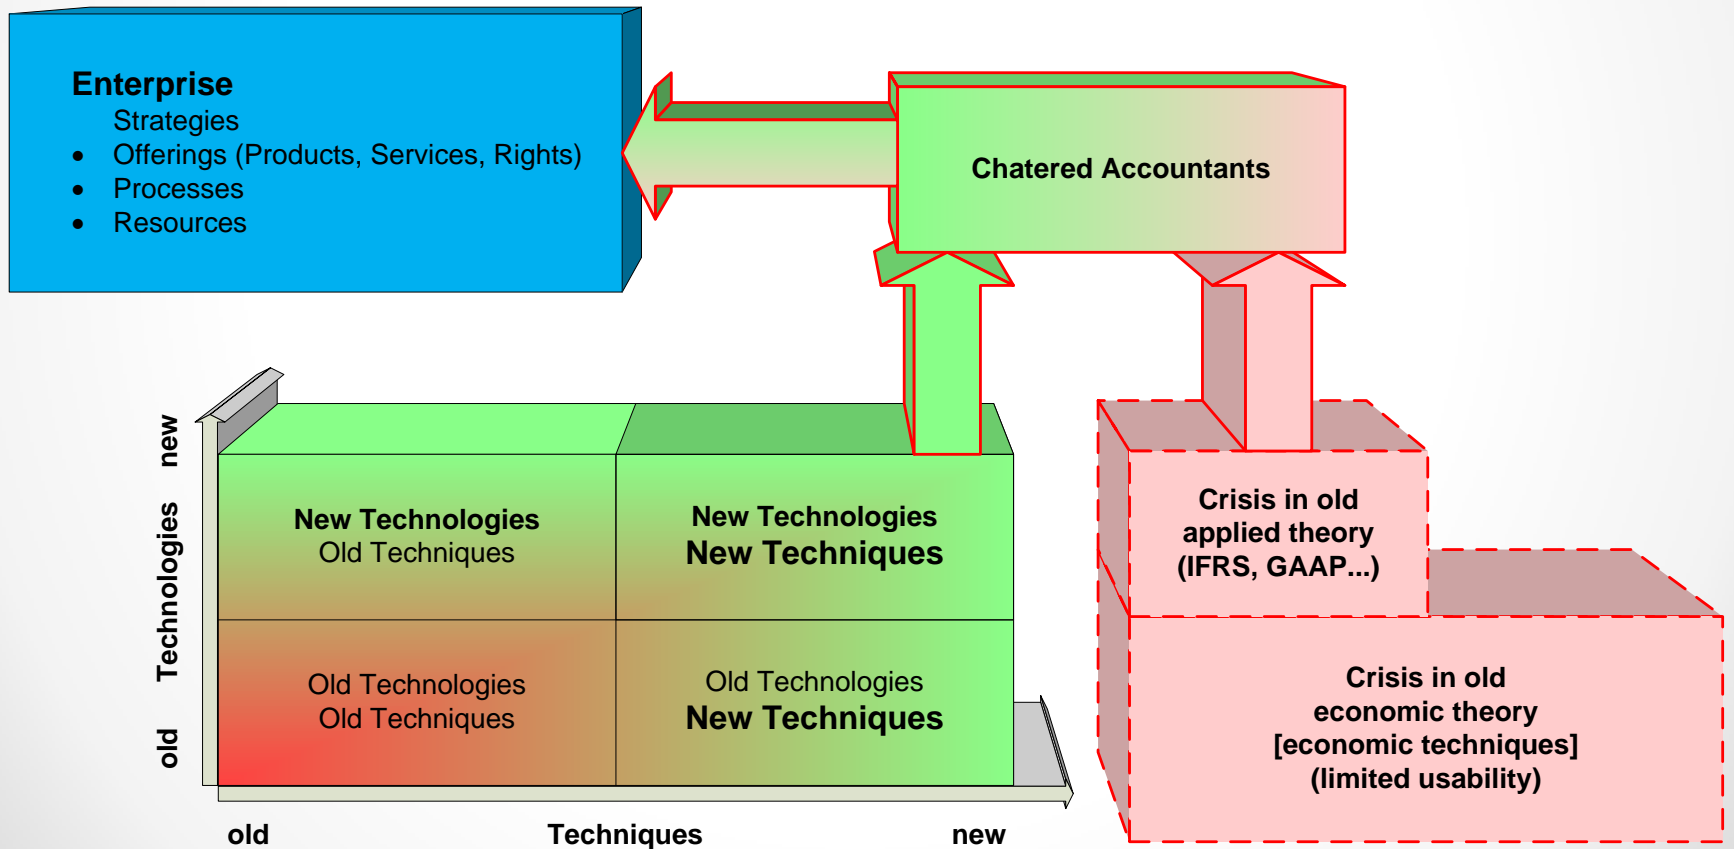 Enterprise
Strategies
• Offerings (Products, Services, Rights)
• Processes
• Resources
Chatered Accountants
new
Technologies
old
New Technologies
Old Techniques
New Technologies
New Techniques
Old Technologies
Old Techniques
Old Technologies
New Techniques
old Techniques new
Crisis in old
applied theory
(IFRS, GAAP...)
Crisis in old
economic theory
[economic techniques]
(limited usability)